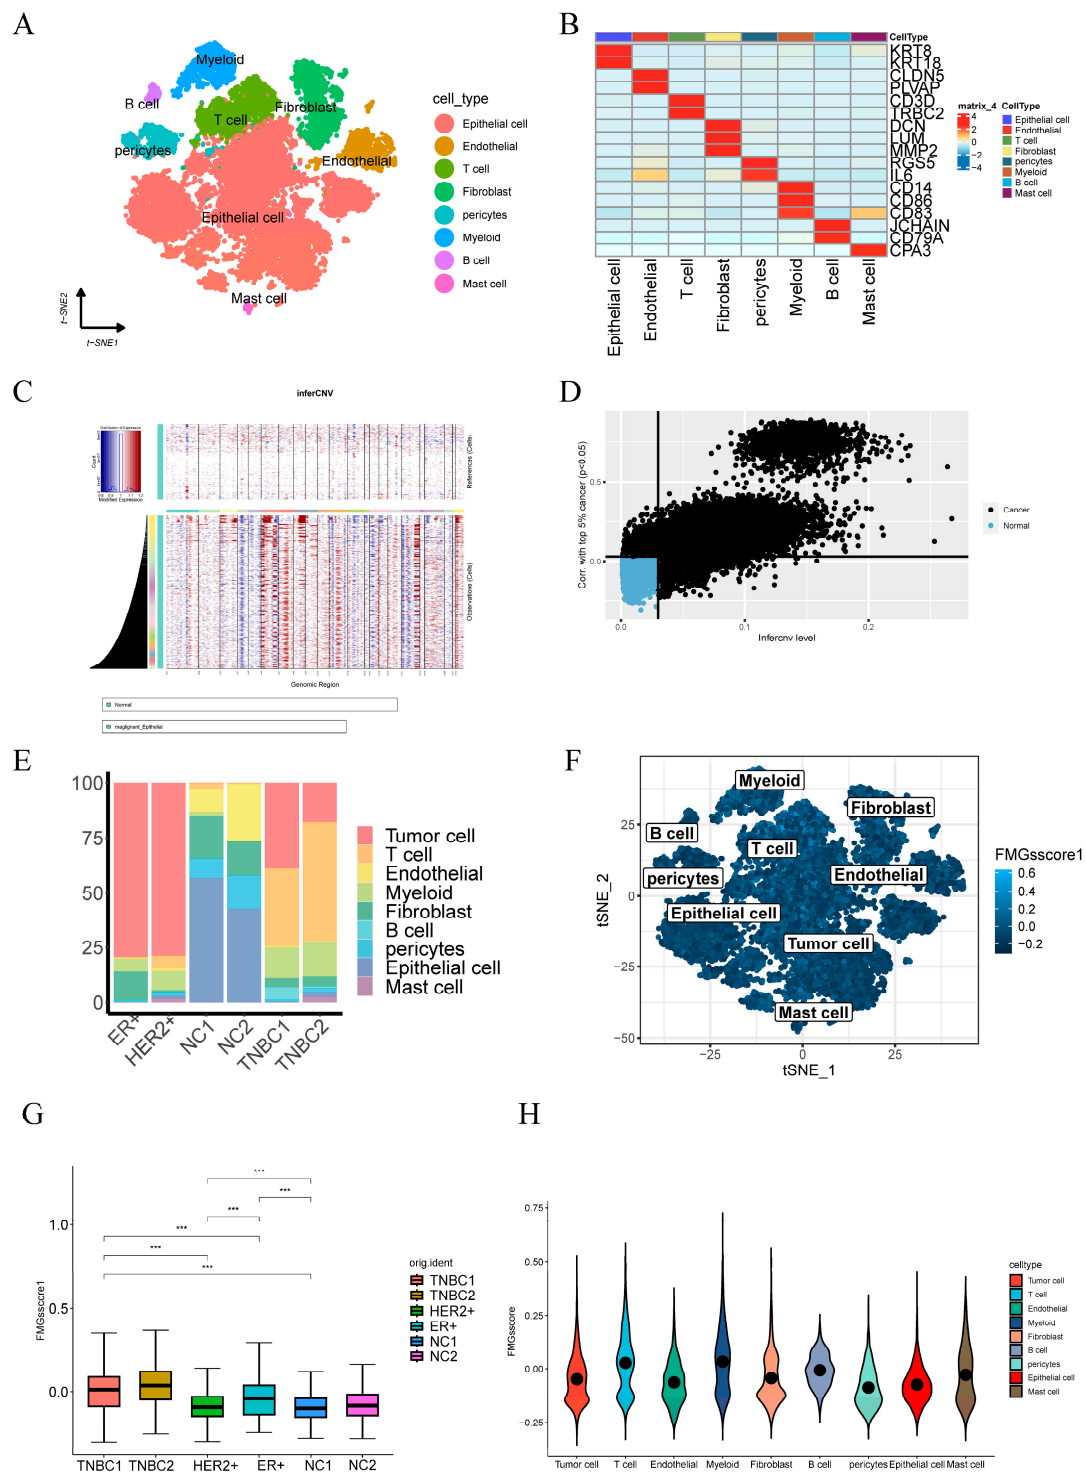 A
Myeloid
B cell
Fibroblast
T cell
pericytes
Endothelial
Epithelial cell
Mast cell
t-SNE2
t-SNE1
cell_type
Epithelial cell
Endothelial
T cell
Fibroblast
pericytes
Myeloid
B cell
Mast cell
B
CellType
KRT8
KRT18
CLDN5
PLVAP
CD3D
TRBC2
DCN
LUM
MMP2
RGS5
IL6
CD14
CD86
CD83
JCHAIN
CD79A
CPA3
Epithelial cell
Endothelial
T cell
Fibroblast
pericytes
Myeloid
B cell
Mast cell
matrix_4
4
2
0
−2
−4
CellType
Epithelial cell
Endothelial
T cell
Fibroblast
pericytes
Myeloid
B cell
Mast cell
C
inferCNV
Distribution of Expression
Count
Modified Expression
References (Cells)
Observations (Cells)
Genomic Region
Normal
maglignant_Epithelial
D
Corr. with top 5% cancer (p<0.05)
0.5
0.0
0.0
0.1
0.2
Infercnv level
Cancer
Normal
E
100
75
50
25
0
ER+
HER2+
NC1
NC2
TNBC1
TNBC2
Tumor cell
T cell
Endothelial
Myeloid
Fibroblast
B cell
pericytes
Epithelial cell
Mast cell
F
Myeloid
Fibroblast
B cell
T cell
pericytes
Endothelial
Epithelial cell
Tumor cell
Mast cell
tSNE_2
25
0
−25
−50
−25
0
25
tSNE_1
FMGsscore1
0.6
0.4
0.2
0.0
−0.2
G
FMGsscore1
1.0
0.5
0.0
***
***
***
***
***
***
TNBC1
TNBC2
HER2+
ER+
NC1
NC2
orig.ident
TNBC1
TNBC2
HER2+
ER+
NC1
NC2
H
FMGsscore
0.75
0.50
0.25
0.00
−0.25
Tumor cell
T cell
Endothelial
Myeloid
Fibroblast
B cell
pericytes
Epithelial cell
Mast cell
celltype
Tumor cell
T cell
Endothelial
Myeloid
Fibroblast
B cell
pericytes
Epithelial cell
Mast cell